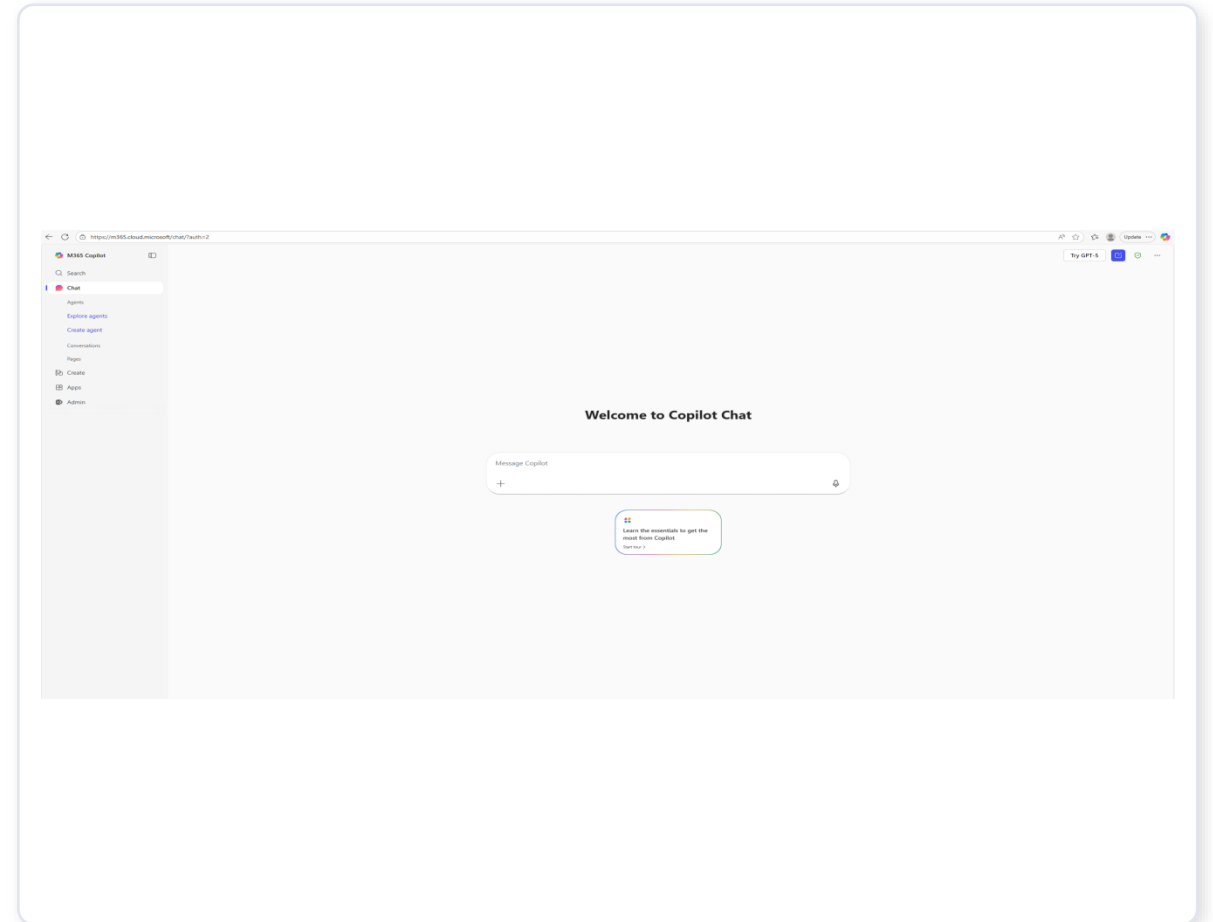 https://m365.cloud.microsoft/chat/?auth=2
Update
M365 Copilot
Try GPT-5
Search
Chat
Agents
Explore agents
Create agent
Conversations
Pages
Create
Apps
Admin
Welcome to Copilot Chat
Message Copilot
Learn the essentials to get the
most from Copilot
Start tour >